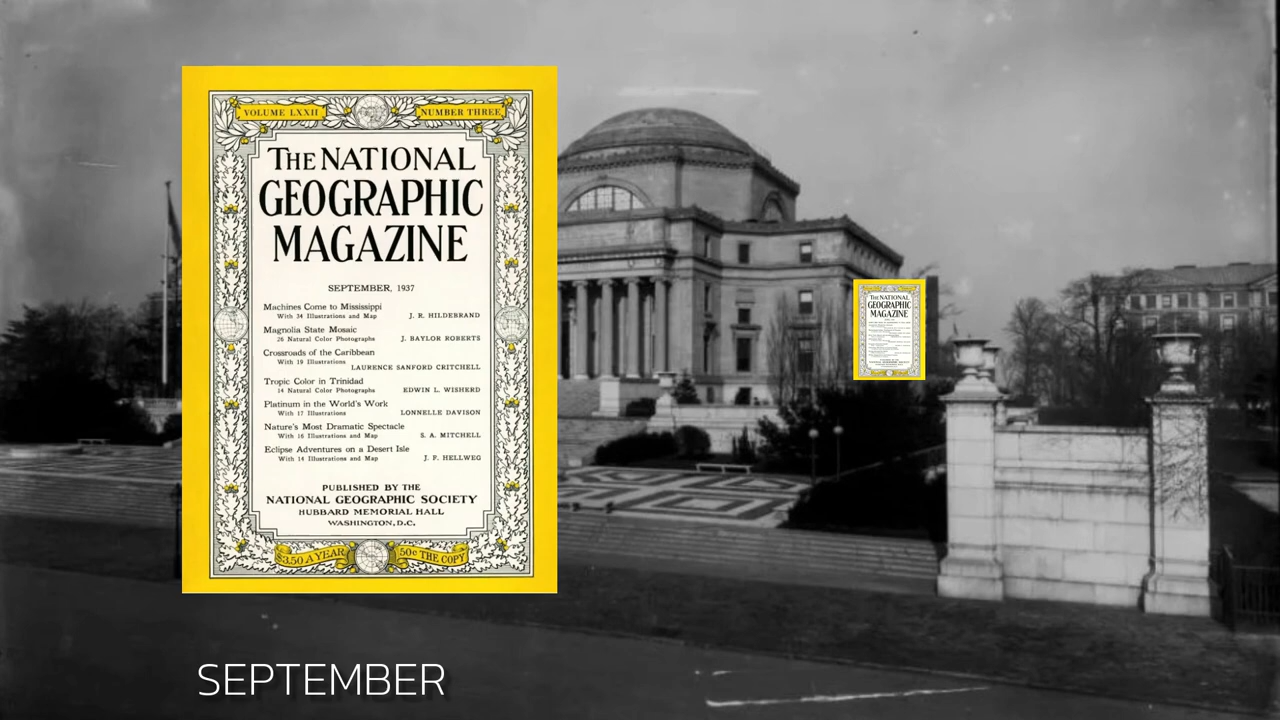 VOLUME LXXII
NUMBER THREE
THE NATIONAL
GEOGRAPHIC
MAGAZINE
SEPTEMBER, 1937
Machines Come to Mississippi
With 34 Illustrations and Map J. R. HILDEBRAND
Magnolia State Mosaic
26 Natural Color Photographs J. BAYLOR ROBERTS
Crossroads of the Caribbean
With 19 Illustrations
LAURENCE SANFORD CRITCHELL
Tropic Color in Trinidad
14 Natural Color Photographs EDWIN L. WISHERD
Platinum in the World's Work
With 17 Illustrations LONNELLE DAVISON
Nature's Most Dramatic Spectacle
With 16 Illustrations and Map S. A. MITCHELL
Eclipse Adventures on a Desert Isle
With 14 Illustrations and Map J. F. HELLWEG
PUBLISHED BY THE
NATIONAL GEOGRAPHIC SOCIETY
HUBBARD MEMORIAL HALL
WASHINGTON, D.C.
$3.50 A YEAR
50c THE COPY
THE NATIONAL
GEOGRAPHIC
MAGAZINE
SEPTEMBER